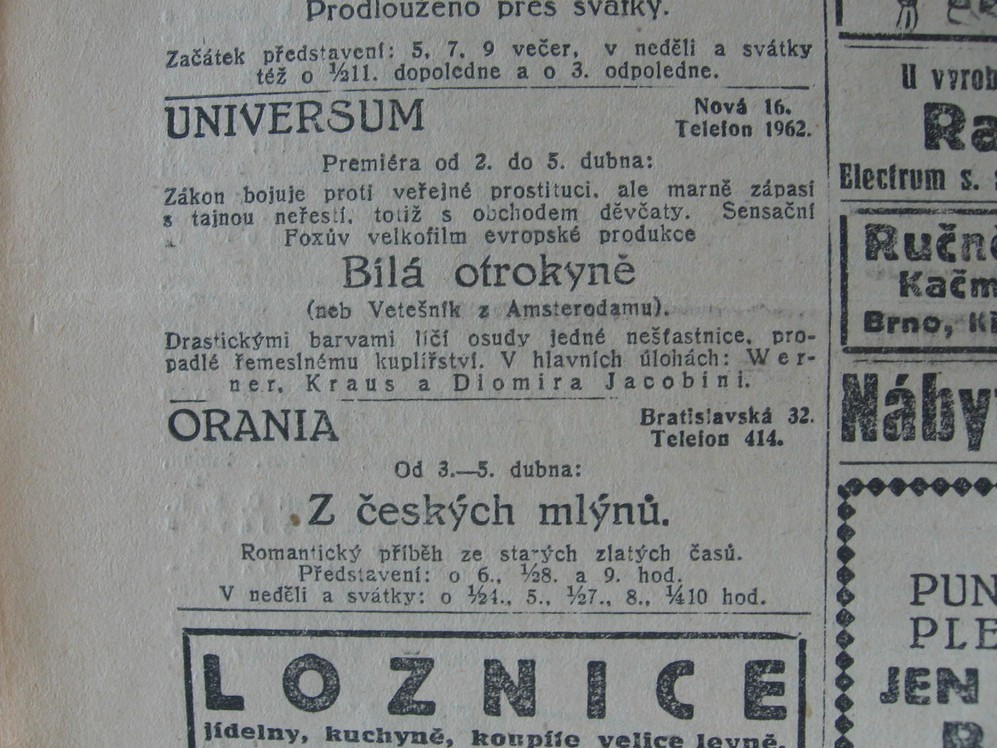 Prodlouženo přes svátky.
Začátek představení: 5, 7, 9 večer, v neděli a svátky
též o ½11. dopoledne a o 3. odpoledne.
UNIVERSUM
Nová 16.
Telefon 1962.
Premiéra od 2. do 5. dubna:
Zákon bojuje proti veřejné prostituci, ale marně zápasí
s tajnou neřestí, totiž s obchodem děvčaty. Sensační
Foxův velkofilm evropské produkce
Bílá otrokyně
(neb Vetešník z Amsterodamu).
Drastickými barvami líčí osudy jedné nešťastnice, pro-
padlé řemeslnému kuplířství. V hlavních úlohách: Wer-
ner, Kraus a Diomira Jacobini.
ORANIA
Bratislavská 32.
Telefon 414.
Od 3.—5. dubna:
Z českých mlýnů.
Romantický příběh ze starých zlatých časů.
Představení: o 6., ½8. a 9. hod.
V neděli a svátky: o ½4., 5., ½7., 8., ¼10 hod.
LOŽNICE
jídelny, kuchyně, koupíte velice levně,
U
Ra
Electrum s.
Ručně
Kačm
Brno,
Náby
PUN
PLE
JEN